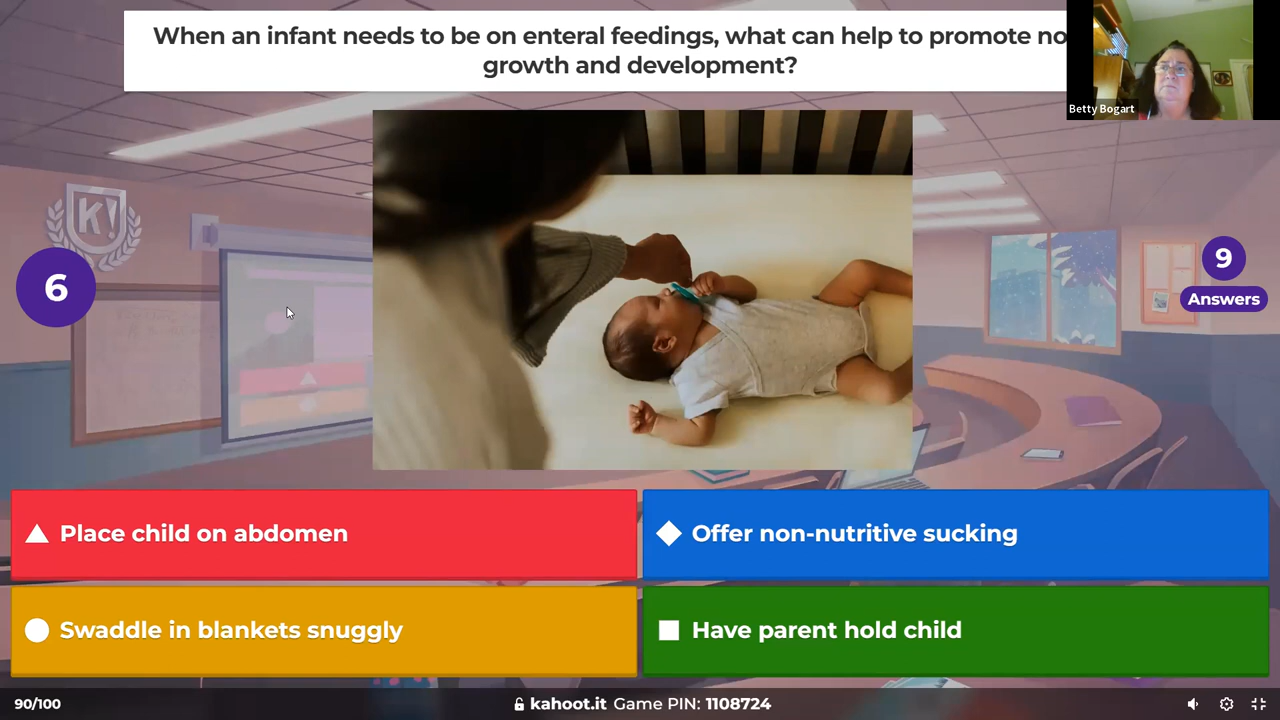 When an infant needs to be on enteral feedings, what can help to promote no
growth and development?
Betty Bogart
K!
6
9
Answers
Place child on abdomen
Offer non-nutritive sucking
Swaddle in blankets snuggly
Have parent hold child
90/100
kahoot.it Game PIN: 1108724